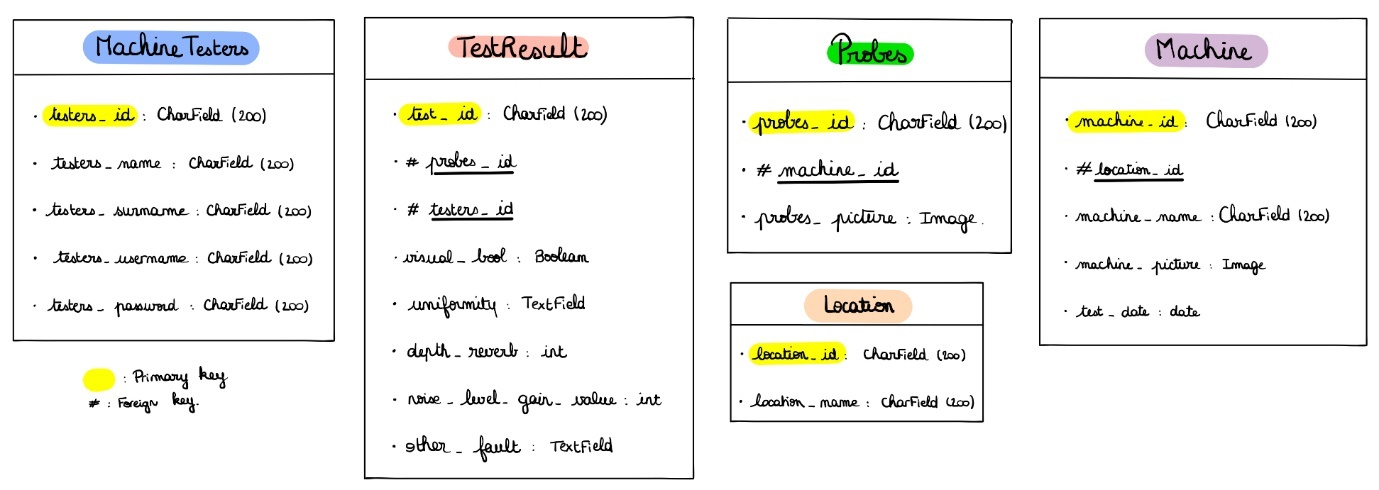 MachineTesters
· testers_id : CharField (200)
· testers_name : CharField (200)
· testers_surname : CharField (200)
· testers_username : CharField (200)
· testers_password : CharField (200)
: Primary key
# : Foreign key.
TestResult
· test_id : CharField (200)
· # probes_id
· # testers_id
· visual_bool : Boolean
· uniformity : TextField
· depth_reverb : int
· noise_level_gain_value : int
· other_fault : TextField
Probes
· probes_id : CharField (200)
· # machine_id
· probes_picture : Image.
Location
· location_id : CharField (200)
· location_name : CharField (200)
Machine
· machine_id : CharField (200)
· # location_id
· machine_name : CharField (200)
· machine_picture : Image
· test_date : date